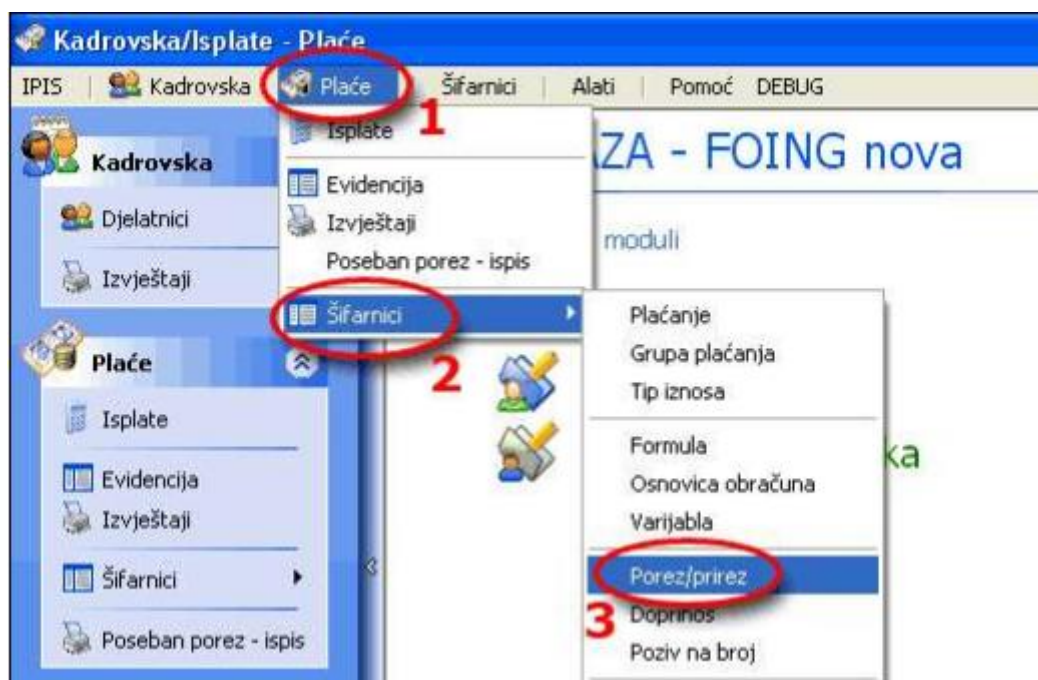 Kadrovska/Isplate - Plaće
IPIS Kadrovska Plaće Šifarnici Alati Pomoć DEBUG
1
Isplate
Evidencija
Izvještaji
Poseban porez - ispis
Šifarnici
2
Plaćanje
Grupa plaćanja
Tip iznosa
Formula
Osnovica obračuna
Varijabla
Porez/prirez
3
Doprinos
Poziv na broj
AZA - FOING nova
moduli
ka
Kadrovska
Djelatnici
Izvještaji
Plaće
Isplate
Evidencija
Izvještaji
Šifarnici
Poseban porez - ispis